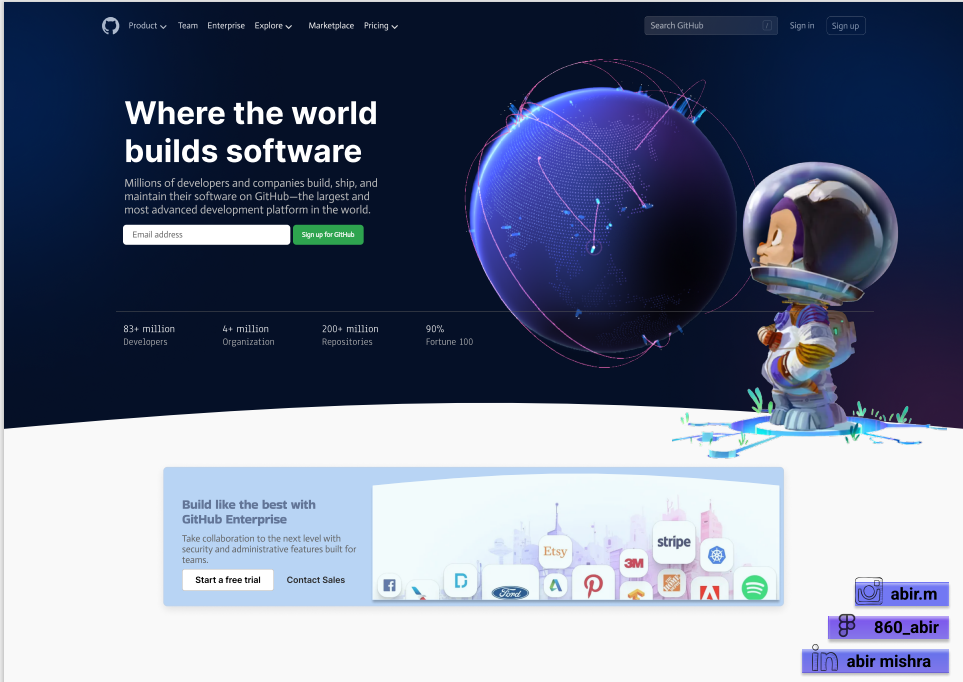 Product Team Enterprise Explore Marketplace Pricing
Search GitHub /
Sign in
Sign up
Where the world
builds software
Millions of developers and companies build, ship, and
maintain their software on GitHub—the largest and
most advanced development platform in the world.
Email address
Sign up for GitHub
83+ million
Developers
4+ million
Organization
200+ million
Repositories
90%
Fortune 100
Build like the best with
GitHub Enterprise
Take collaboration to the next level with
security and administrative features built for
teams.
Start a free trial
Contact Sales
Etsy
stripe
3M
Ford
abir.m
860_abir
in abir mishra